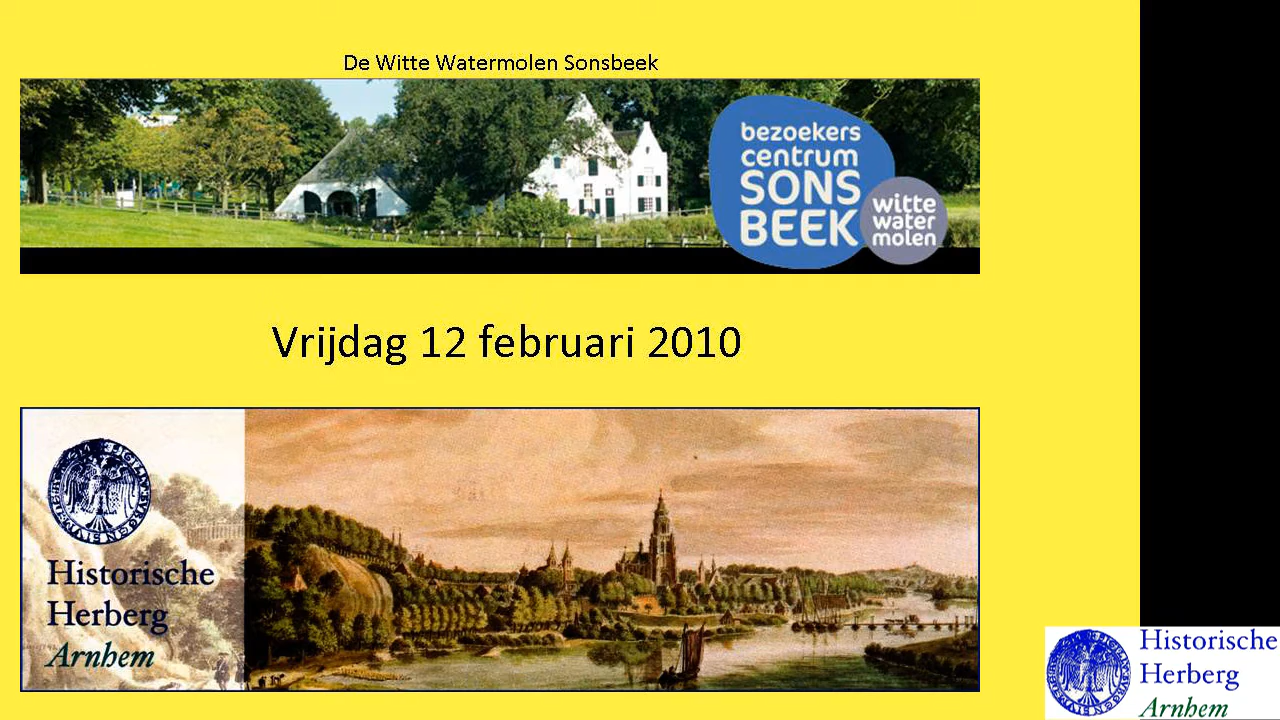 De Witte Watermolen Sonsbeek
bezoekers
centrum
SONS
BEEK
witte
water
molen
Vrijdag 12 februari 2010
Historische
Herberg
Arnhem
Historische
Herberg
Arnhem